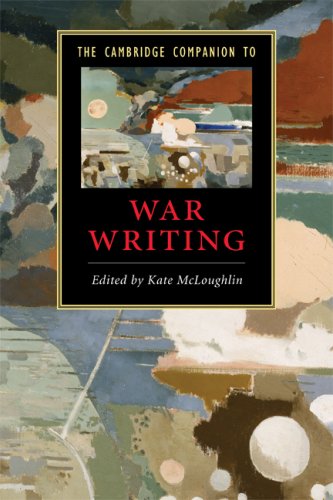 THE CAMBRIDGE COMPANION TO
WAR
WRITING
Edited by Kate McLoughlin